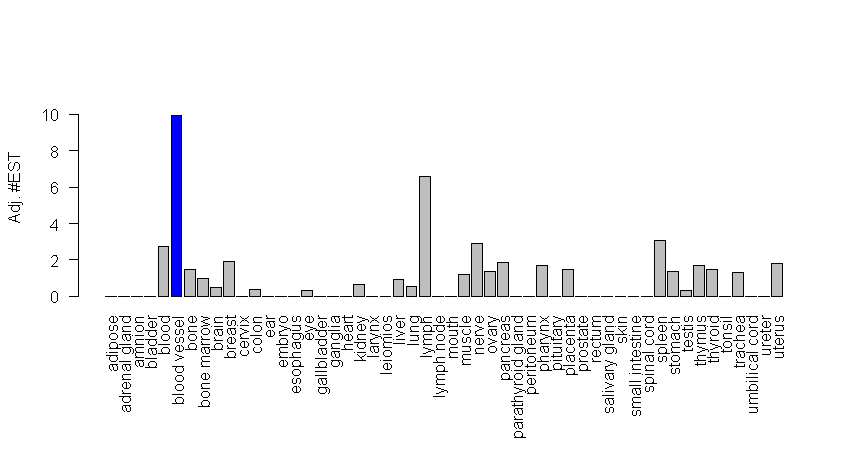 Adj. #EST
10
8
6
4
2
0
adipose
adrenal gland
amnion
bladder
blood
blood vessel
bone
bone marrow
brain
breast
cervix
colon
ear
embryo
esophagus
eye
gallbladder
ganglia
heart
kidney
larynx
leiomios
liver
lung
lymph
lymph node
mouth
muscle
nerve
ovary
pancreas
parathyroid gland
peritoneum
pharynx
pituitary
placenta
prostate
rectum
salivary gland
skin
small intestine
spinal cord
spleen
stomach
testis
thymus
thyroid
tonsil
trachea
umbilical cord
ureter
uterus